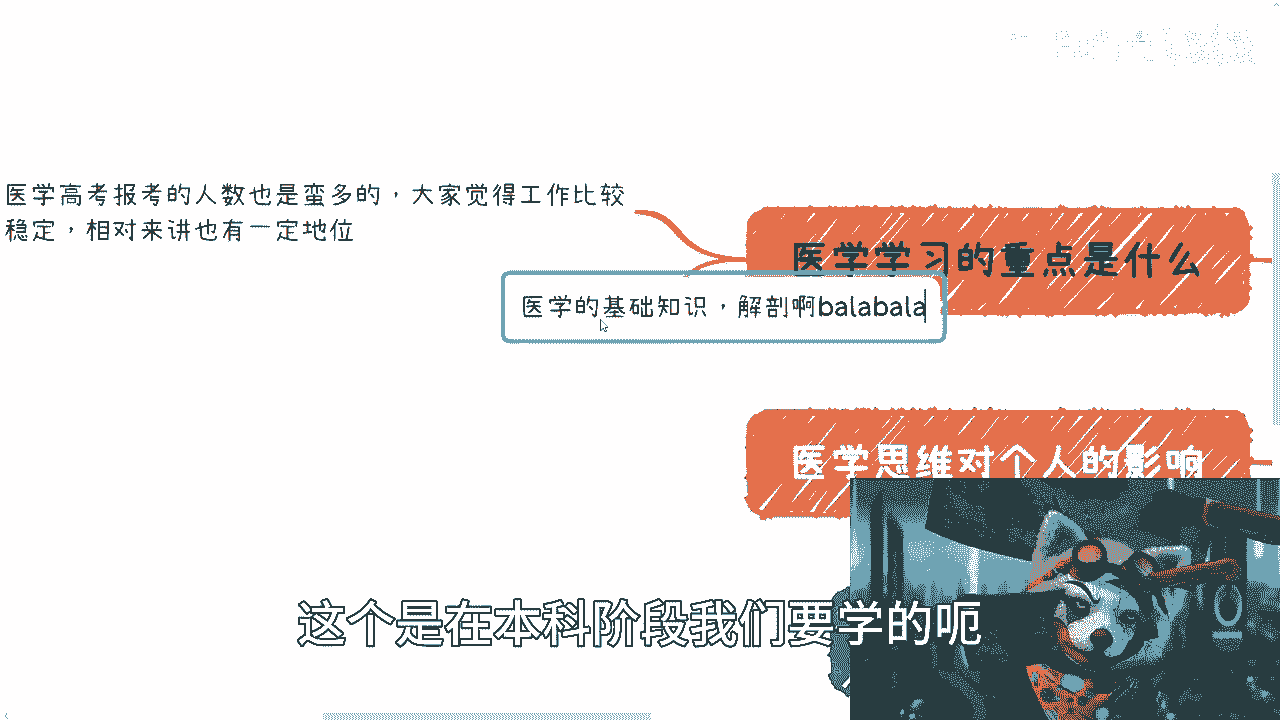 医学高考报考的人数也是蛮多的，大家觉得工作比较
稳定，相对来讲也有一定地位
医学学习的重点是什么
医学的基础知识，解剖啊balabala
医学思维对个人的影响
这个是在本科阶段我们要学的呃